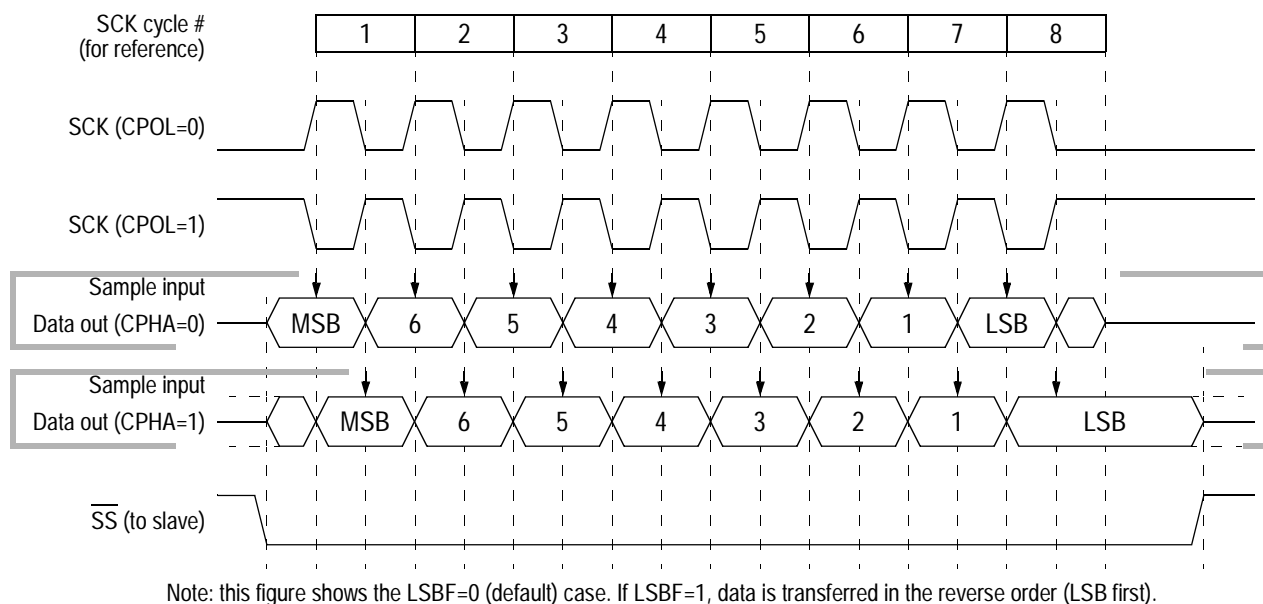 SCK cycle #
(for reference)
1 2 3 4 5 6 7 8
SCK (CPOL=0)
SCK (CPOL=1)
Sample input
Data out (CPHA=0) MSB 6 5 4 3 2 1 LSB
Sample input
Data out (CPHA=1) MSB 6 5 4 3 2 1 LSB
SS (to slave)
Note: this figure shows the LSBF=0 (default) case. If LSBF=1, data is transferred in the reverse order (LSB first).